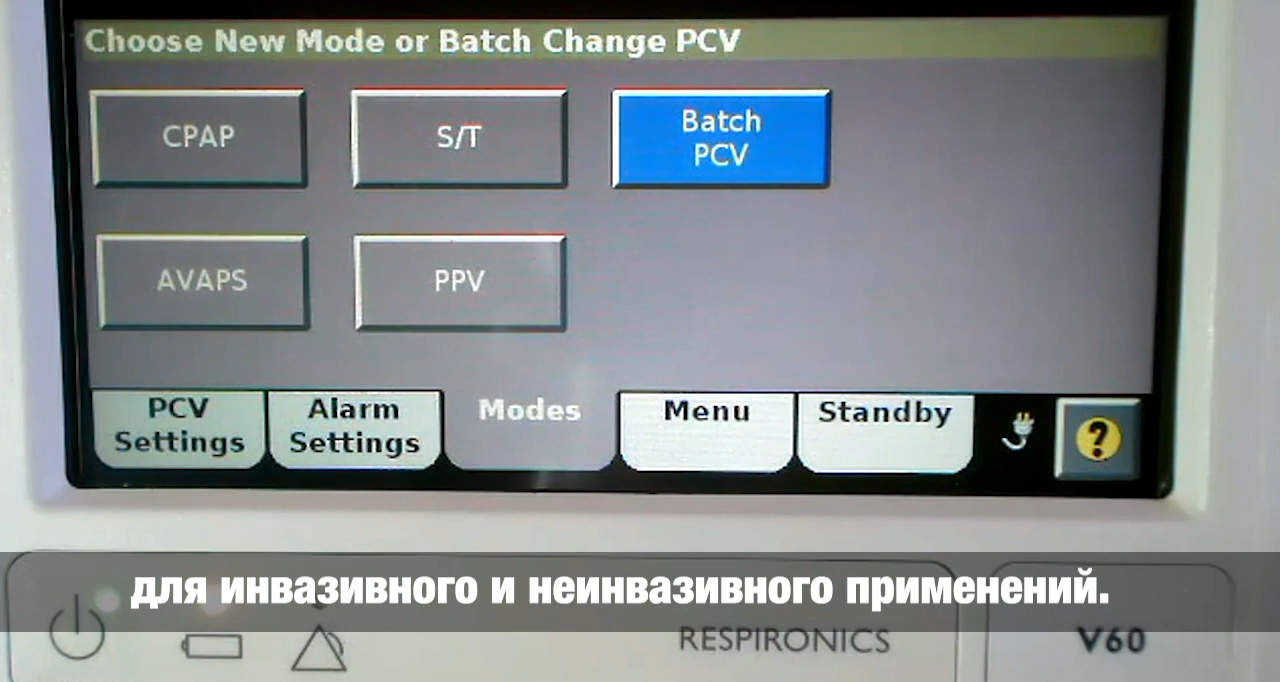 Choose New Mode or Batch Change PCV
CPAP
S/T
Batch
PCV
AVAPS
PPV
PCV
Settings
Alarm
Settings
Modes
Menu
Standby
?
для инвазивного и неинвазивного применений.
RESPIRONICS
V60